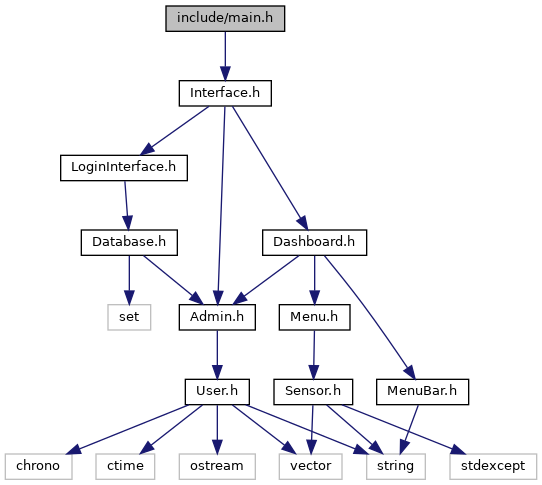 include/main.h
Interface.h
LoginInterface.h
Database.h
Dashboard.h
set
Admin.h
Menu.h
User.h
Sensor.h
MenuBar.h
chrono
ctime
ostream
vector
string
stdexcept